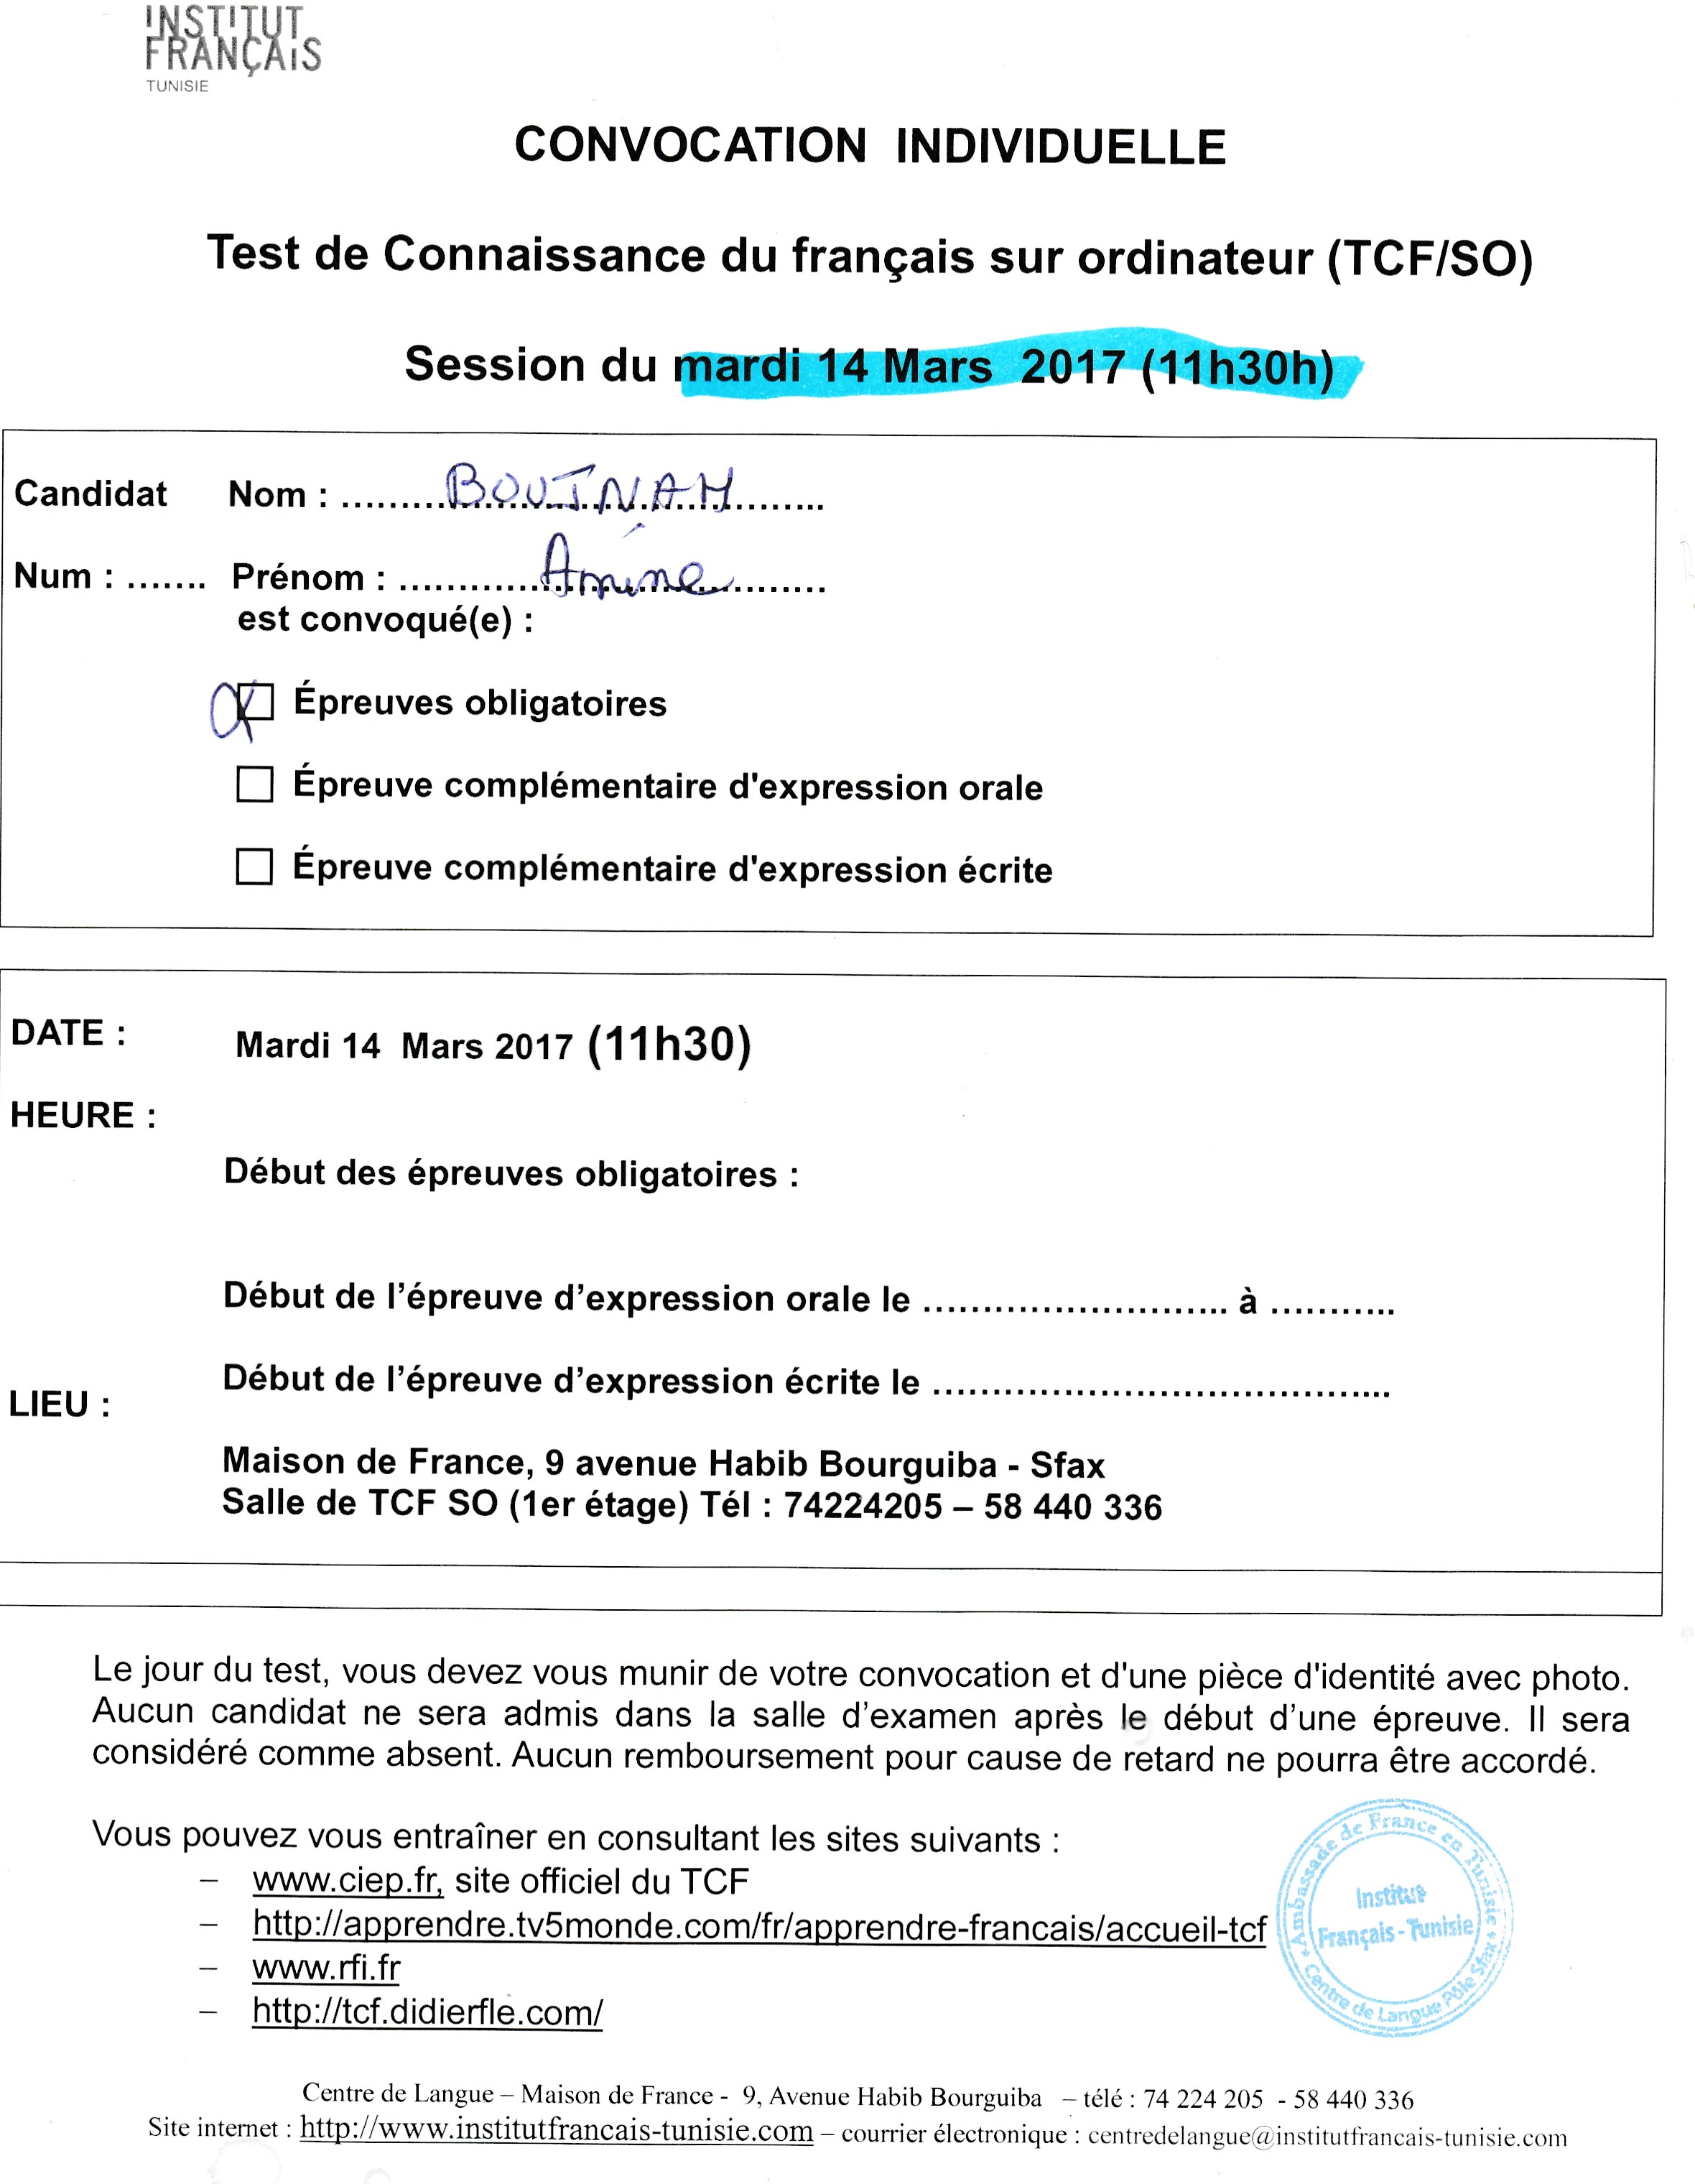 INSTITUT
FRANÇAIS
TUNISIE
CONVOCATION INDIVIDUELLE
Test de Connaissance du français sur ordinateur (TCF/SO)
Session du mardi 14 Mars 2017 (11h30h)
Candidat Nom : ......... BOUJNAH ........
Num : ....... Prénom : ............ Amine .........
est convoqué(e) :
Épreuves obligatoires
Épreuve complémentaire d'expression orale
Épreuve complémentaire d'expression écrite
DATE : Mardi 14 Mars 2017 (11h30)
HEURE :
Début des épreuves obligatoires :
Début de l’épreuve d’expression orale le .......................... à ...........
Début de l’épreuve d’expression écrite le .......................................
LIEU :
Maison de France, 9 avenue Habib Bourguiba - Sfax
Salle de TCF SO (1er étage) Tél : 74224205 – 58 440 336
Le jour du test, vous devez vous munir de votre convocation et d'une pièce d'identité avec photo.
Aucun candidat ne sera admis dans la salle d’examen après le début d’une épreuve. Il sera
considéré comme absent. Aucun remboursement pour cause de retard ne pourra être accordé.
Vous pouvez vous entraîner en consultant les sites suivants :
– www.ciep.fr, site officiel du TCF
– http://apprendre.tv5monde.com/fr/apprendre-francais/accueil-tcf
– www.rfi.fr
– http://tcf.didierfle.com/
Ambassade de France en Tunisie
Institut
Français - Tunisie
Centre de Langue Pôle Sfax
Centre de Langue – Maison de France - 9, Avenue Habib Bourguiba – télé : 74 224 205 - 58 440 336
Site internet : http://www.institutfrancais-tunisie.com – courrier électronique : centredelangue@institutfrancais-tunisie.com